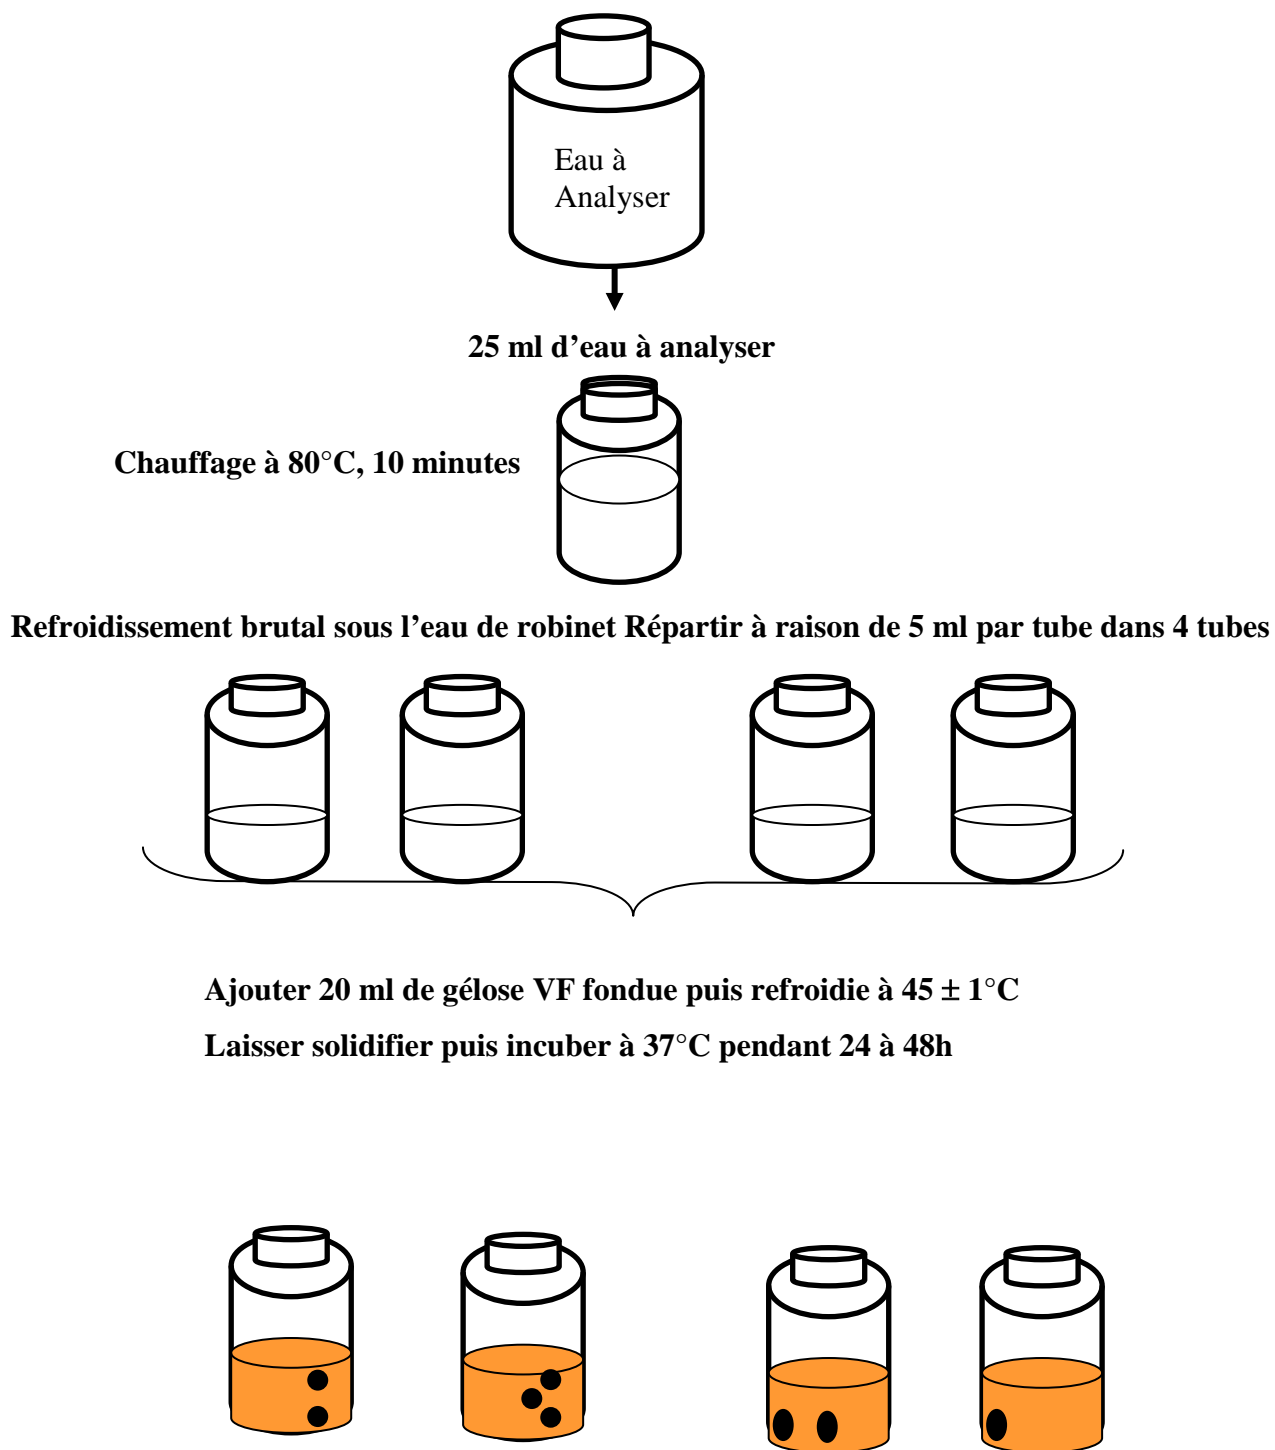 Eau à
Analyser
25 ml d’eau à analyser
Chauffage à 80°C, 10 minutes
Refroidissement brutal sous l’eau de robinet Répartir à raison de 5 ml par tube dans 4 tubes
Ajouter 20 ml de gélose VF fondue puis refroidie à 45 ± 1°C
Laisser solidifier puis incuber à 37°C pendant 24 à 48h